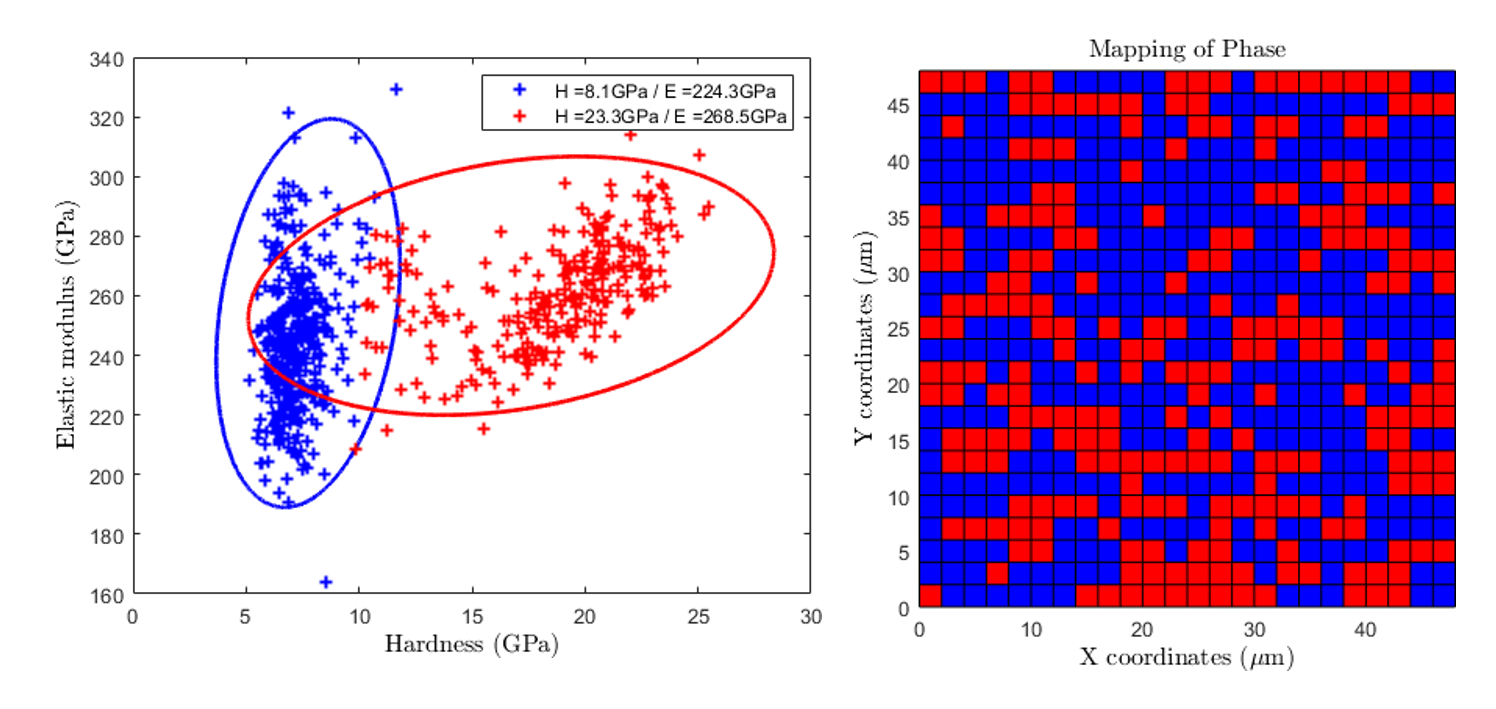 340
320
300
280
260
240
220
200
180
160
Elastic modulus (GPa)
0 5 10 15 20 25 30
Hardness (GPa)
H =8.1GPa / E =224.3GPa
H =23.3GPa / E =268.5GPa
Mapping of Phase
45
40
35
30
25
20
15
10
5
0
Y coordinates (μm)
0 10 20 30 40
X coordinates (μm)